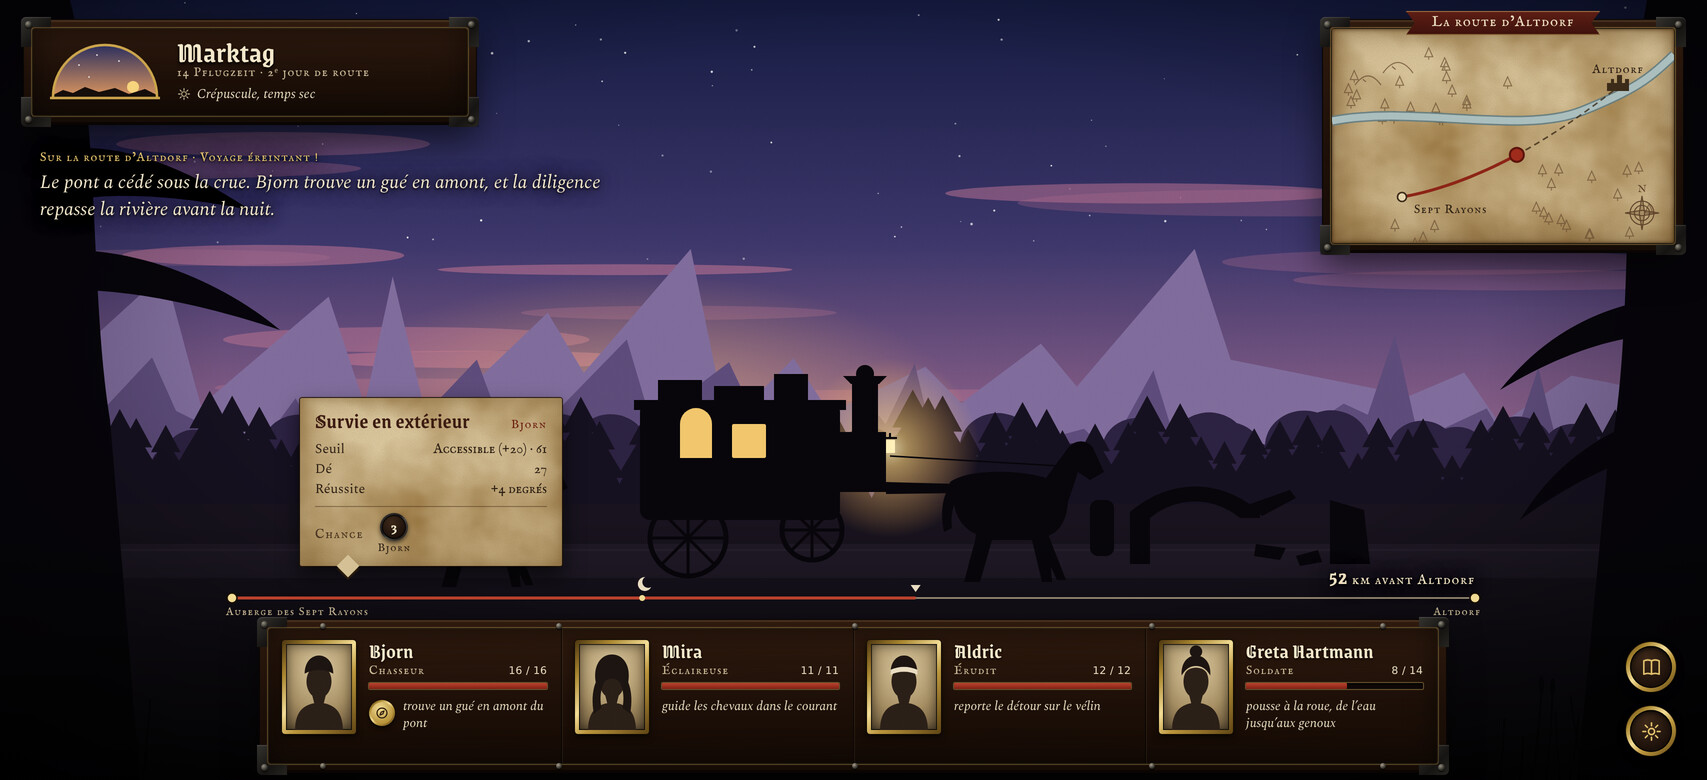 Marktag
14 Pflugzeit · 2e jour de route
Crépuscule, temps sec
Sur la route d'Altdorf · Voyage éreintant !
Le pont a cédé sous la crue. Bjorn trouve un gué en amont, et la diligence
repasse la rivière avant la nuit.
La route d'Altdorf
Altdorf
Sept Rayons
N
Survie en extérieur Bjorn
Seuil Accessible (+20) · 61
Dé 27
Réussite +4 degrés
Chance 3
Bjorn
52 km avant Altdorf
Auberge des Sept Rayons Altdorf
Bjorn
Chasseur 16 / 16
trouve un gué en amont du
pont
Mira
Éclaireuse 11 / 11
guide les chevaux dans le courant
Aldric
Érudit 12 / 12
reporte le détour sur le vélin
Greta Hartmann
Soldate 8 / 14
pousse à la roue, de l'eau
jusqu'aux genoux